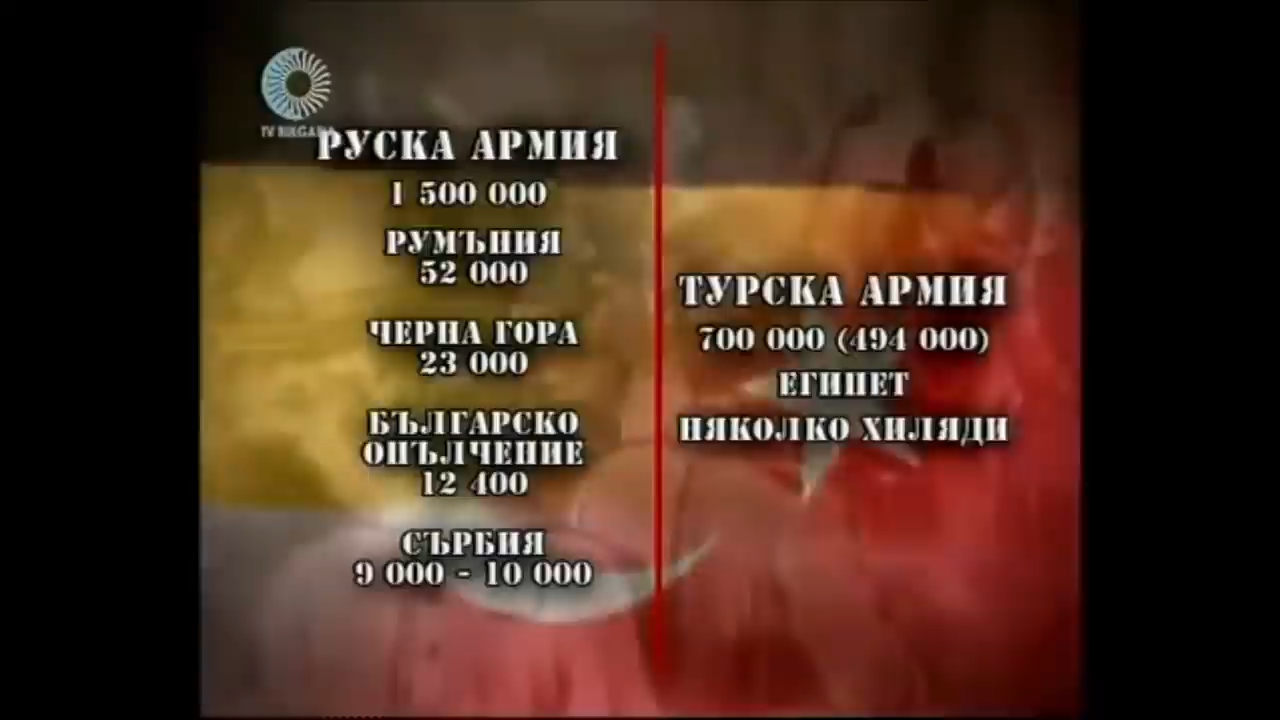 TV BULGARIA
РУСКА АРМИЯ
1 500 000
РУМЪНИЯ
52 000
ЧЕРНА ГОРА
23 000
БЪЛГАРСКО
ОПЪЛЧЕНИЕ
12 400
СЪРБИЯ
9 000 - 10 000
ТУРСКА АРМИЯ
700 000 (494 000)
ЕГИПЕТ
НЯКОЛКО ХИЛЯДИ